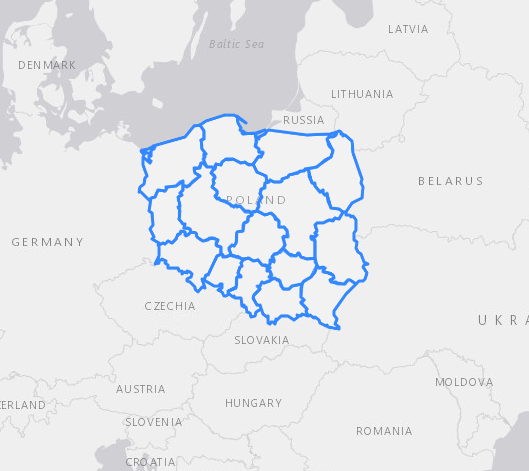 LATVIA
Baltic Sea
DENMARK
LITHUANIA
RUSSIA
BELARUS
POLAND
GERMANY
CZECHIA
UKRA
SLOVAKIA
MOLDOVA
AUSTRIA
ERLAND
HUNGARY
SLOVENIA
ROMANIA
CROATIA